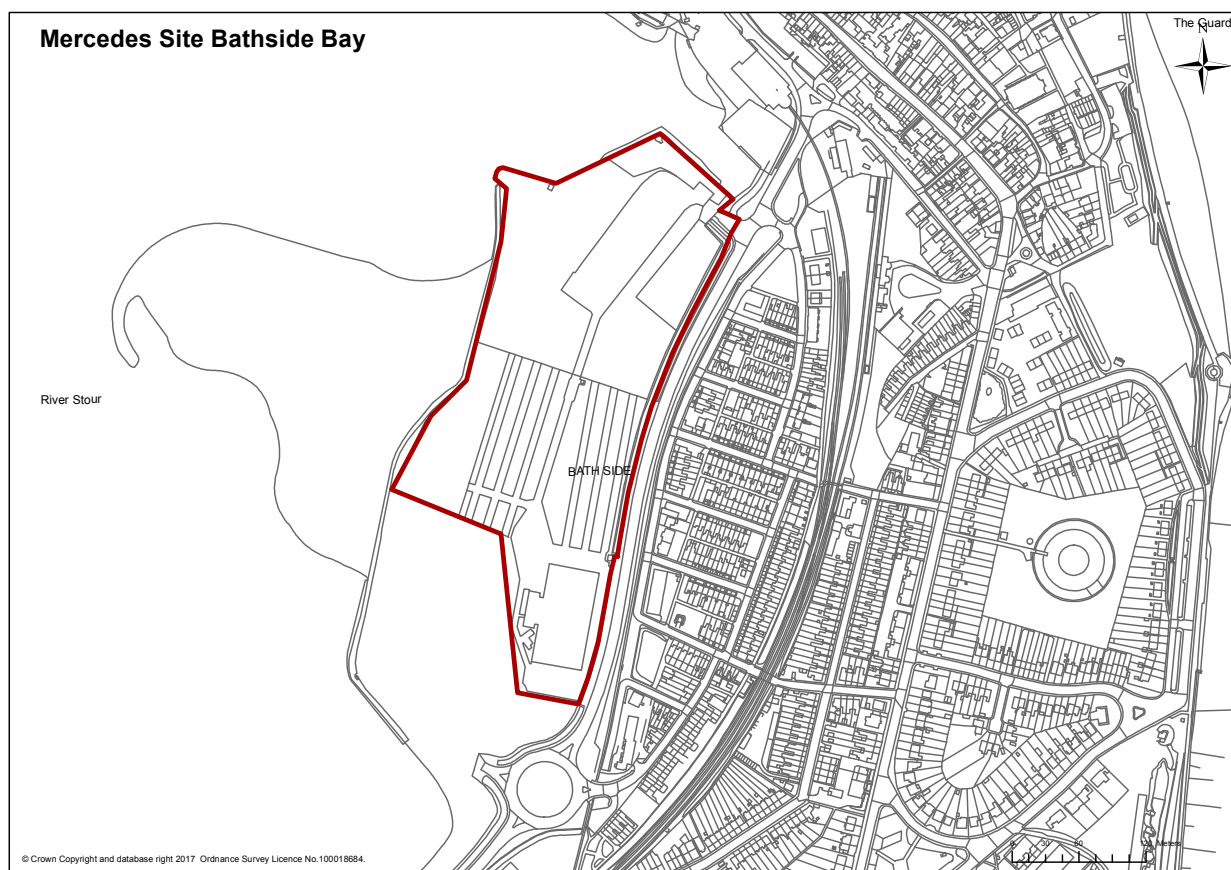 Mercedes Site Bathside Bay
The Guard
N
River Stour
BATH SIDE
© Crown Copyright and database right 2017 Ordnance Survey Licence No.100018684.
0 30 60 120 Meters